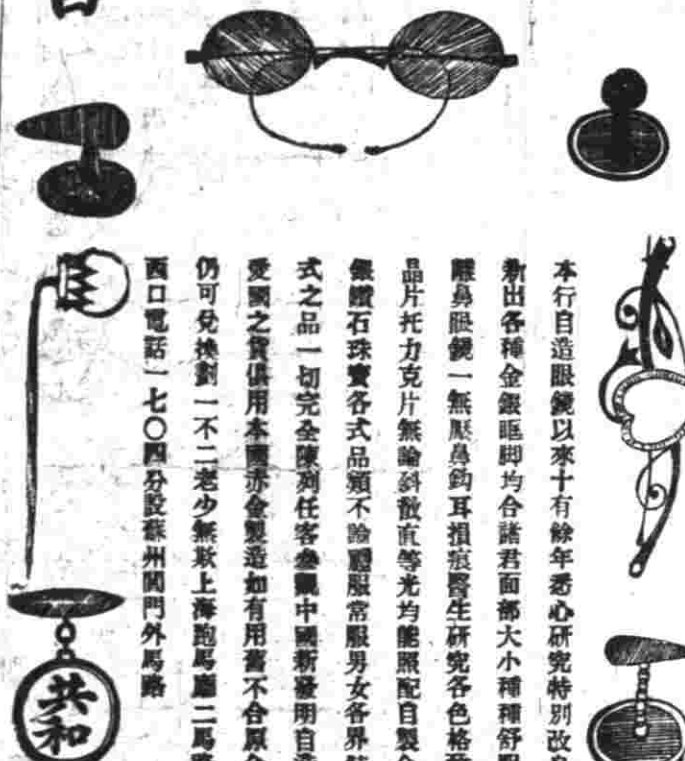 本行自造眼鏡以來十有餘年悉心研究特別改良
新出各種金銀眶脚均合諸君面部大小種種舒服
離鼻眼鏡一無壓鼻鈎耳損痕醫生研究各色格致
晶片托力克片無論斜散直等光均能照配自製金
銀鑽石珠寶各式品類不論禮服常服男女各界裝
式之品一切完全陳列任客參觀中國新發明自造
愛國之貨俱用本國赤金製造如有用舊不合原金
仍可兌換劃一不二老少無欺上海跑馬廳二馬路
西口電話一七〇四分設蘇州閶門外馬路
共和